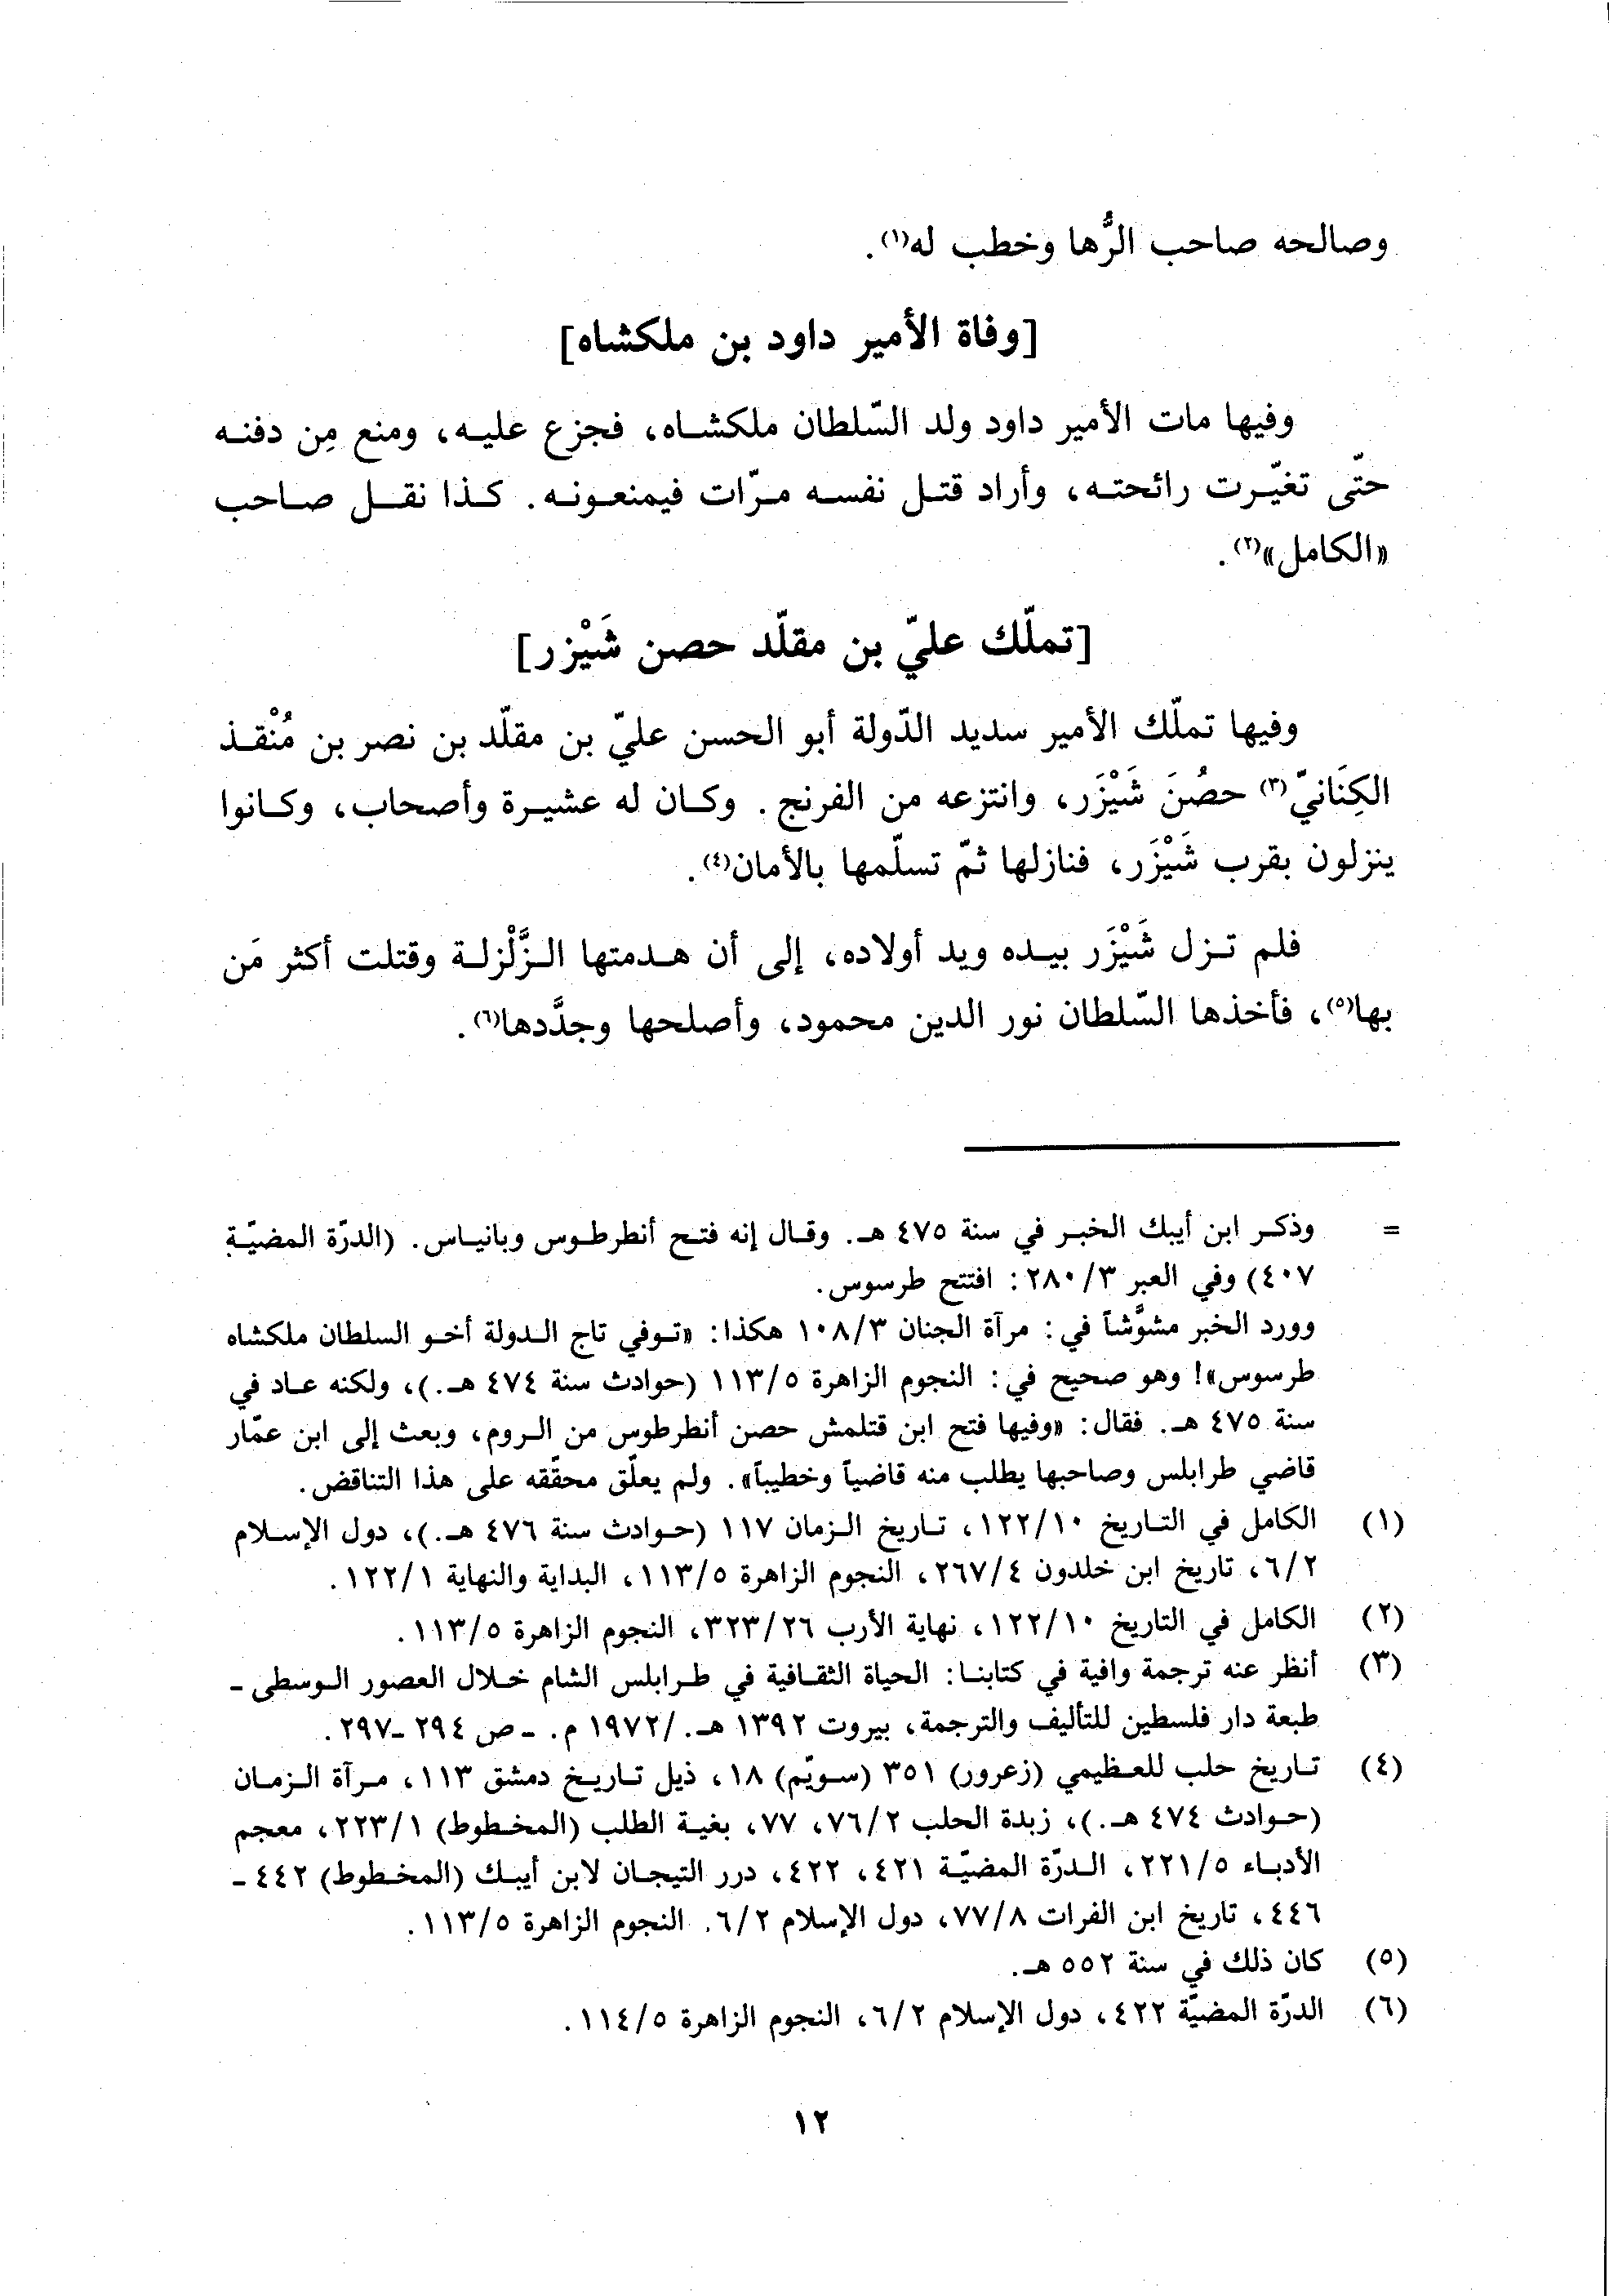 وصالحه صاحب الرُّها وخطب له(١).
[وفاة الأمير داود بن ملكشاه]
وفيها مات الأمير داود ولد السّلطان ملكشاه، فجزع عليه، ومنع مِن دفنه
حتّى تغيّرت رائحته، وأراد قتل نفسه مرّات فيمنعونه. كذا نقل صاحب
«الكامل»(٢).
[تملّك عليّ بن مقلّد حصن شَيْزر]
وفيها تملّك الأمير سديد الدّولة أبو الحسن عليّ بن مقلّد بن نصر بن مُنْقذ
الكِنَانيّ(٣) حصُنَ شَيْزَر، وانتزعه من الفرنج. وكان له عشيرة وأصحاب، وكانوا
ينزلون بقرب شَيْزَر، فنازلها ثمّ تسلّمها بالأمان(٤).
فلم تزل شَيْزَر بيده ويد أولاده، إلى أن هدمتها الزَّلْزلة وقتلت أكثر مَن
بها(٥)، فأخذها السّلطان نور الدين محمود، وأصلحها وجدَّدها(٦).
= وذكر ابن أيبك الخبر في سنة ٤٧٥ هـ. وقال إنه فتح أنطرطوس وبانياس. (الدرّة المضيّة
٤٠٧) وفي العبر ٢٨٠/٣: افتتح طرسوس.
وورد الخبر مشوَّشاً في: مرآة الجنان ١٠٨/٣ هكذا: «توفي تاج الدولة أخو السلطان ملكشاه
طرسوس»! وهو صحيح في: النجوم الزاهرة ١١٣/٥ (حوادث سنة ٤٧٤ هـ.)، ولكنه عاد في
سنة ٤٧٥ هـ. فقال: «وفيها فتح ابن قتلمش حصن أنطرطوس من الروم، وبعث إلى ابن عمّار
قاضي طرابلس وصاحبها يطلب منه قاضياً وخطيباً». ولم يعلّق محقّقه على هذا التناقض.
(١) الكامل في التاريخ ١٢٢/١٠، تاريخ الزمان ١١٧ (حوادث سنة ٤٧٦ هـ.)، دول الإسلام
٦/٢، تاريخ ابن خلدون ٢٦٧/٤، النجوم الزاهرة ١١٣/٥، البداية والنهاية ١٢٢/١.
(٢) الكامل في التاريخ ١٢٢/١٠، نهاية الأرب ٣٢٣/٢٦، النجوم الزاهرة ١١٣/٥.
(٣) أنظر عنه ترجمة وافية في كتابنا: الحياة الثقافية في طرابلس الشام خلال العصور الوسطى -
طبعة دار فلسطين للتأليف والترجمة، بيروت ١٣٩٢ هـ./١٩٧٢ م. - ص ٢٩٤ - ٢٩٧.
(٤) تاريخ حلب للعظيمي (زعرور) ٣٥١ (سويّم) ١٨، ذيل تاريخ دمشق ١١٣، مرآة الزمان
(حوادث ٤٧٤ هـ.)، زبدة الحلب ٧٦/٢، ٧٧، بغية الطلب (المخطوط) ٢٢٣/١، معجم
الأدباء ٢٢١/٥، الدرّة المضيّة ٤٢١، ٤٢٢، درر التيجان لابن أيبك (المخطوط) ٤٤٢ -
٤٤٦، تاريخ ابن الفرات ٧٧/٨، دول الإسلام ٦/٢. النجوم الزاهرة ١١٣/٥.
(٥) كان ذلك في سنة ٥٥٢ هـ.
(٦) الدرّة المضيّة ٤٢٢، دول الإسلام ٦/٢، النجوم الزاهرة ١١٤/٥.
١٢